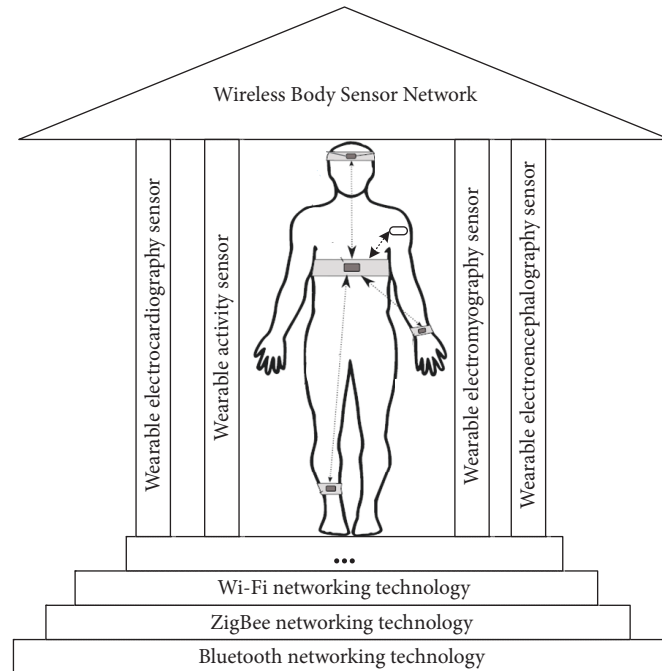 Wireless Body Sensor Network
Wearable electrocardiography sensor
Wearable activity sensor
Wearable electromyography sensor
Wearable electroencephalography sensor
...
Wi-Fi networking technology
ZigBee networking technology
Bluetooth networking technology